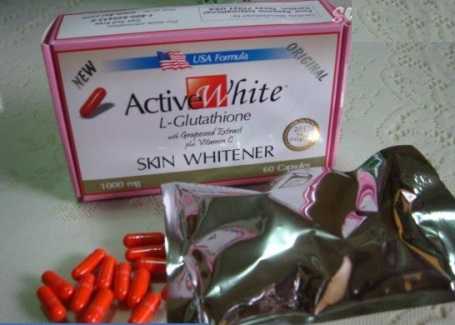 USA Formula
NEW
ORIGINAL
ActiveWhite
L-Glutathione
with Grapeseed Extract
plus Vitamin C
SKIN WHITENER
1000 mg
60 Capsules